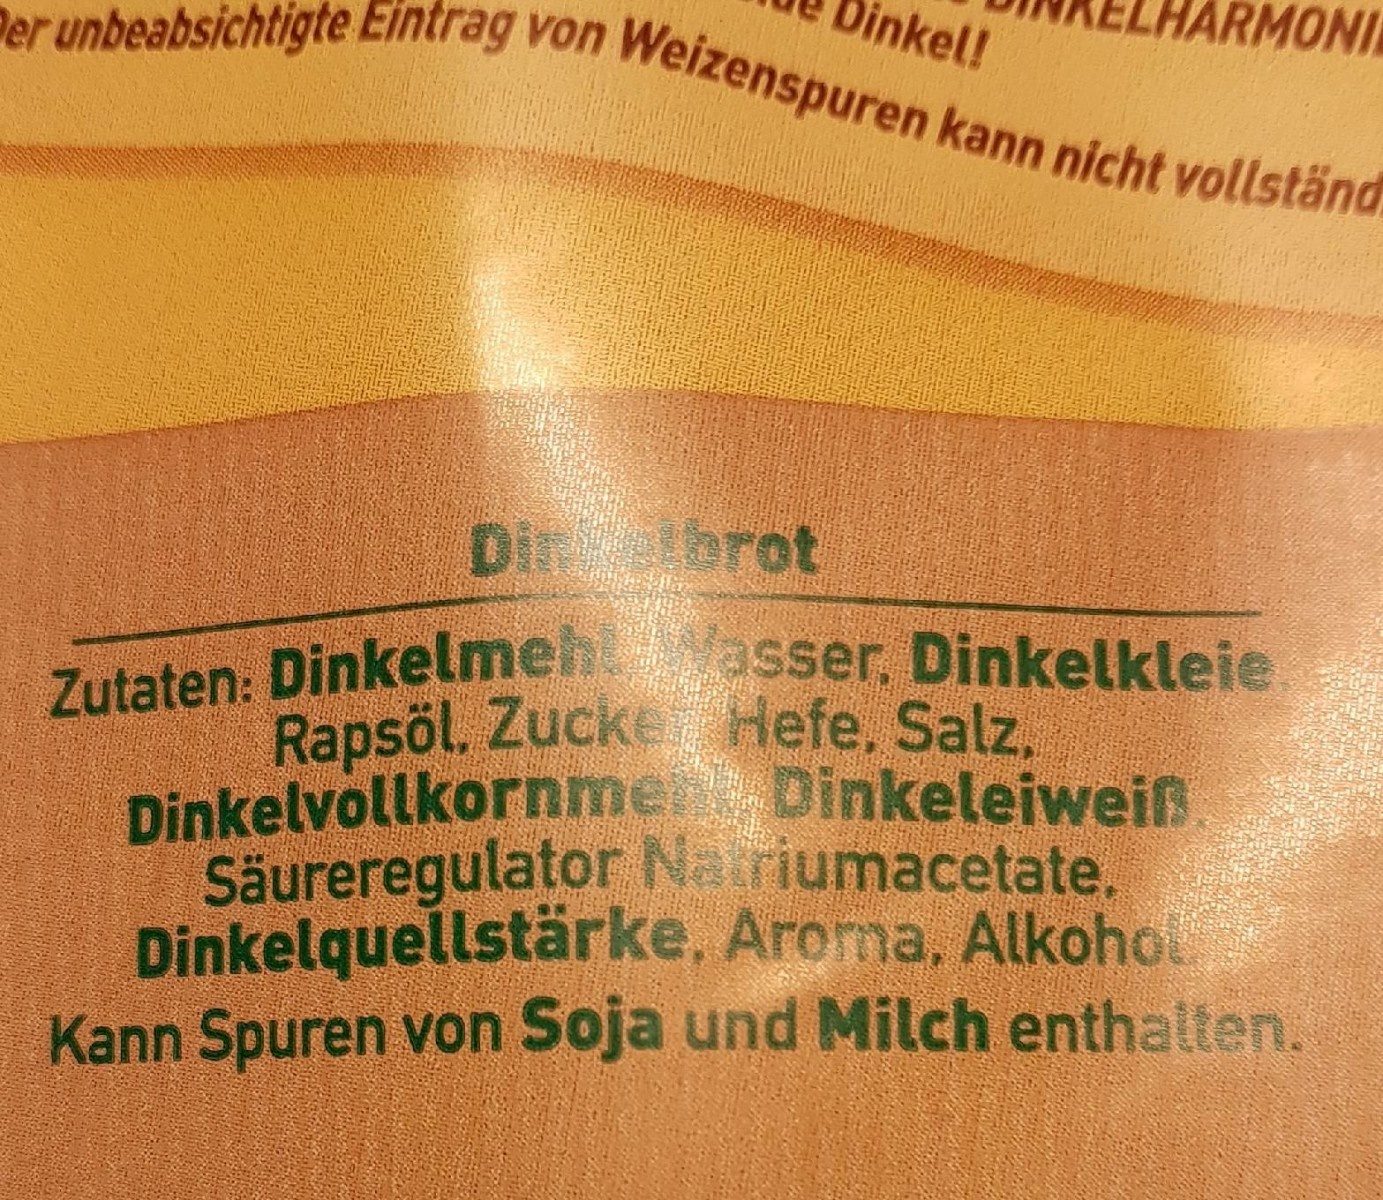 DINKELHARMONIE
Dinkel!
Der unbeabsichtigte Eintrag von Weizenspuren kann nicht
Dinkelbrot
Zutaten: Dinkelmehl, Wasser, Dinkelkleie,
Rapsöl, Zucker, Hefe, Salz,
Dinkelvollkornmehl, Dinkeleiweiß,
Säureregulator Natriumacetate,
Dinkelquellstärke, Aroma, Alkohol.
Kann Spuren von Soja und Milch enthalten.